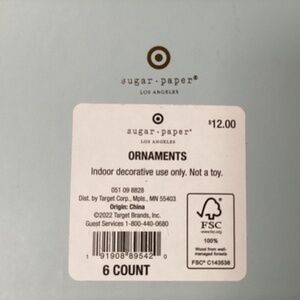 sugar·paper®
LOS ANGELES
sugar·paper®
LOS ANGELES
$12.00
ORNAMENTS
Indoor decorative use only. Not a toy.
051 09 8828
Dist. by Target Corp., Mpls., MN 55403
Origin: China
©2022 Target Brands, Inc.
Guest Services 1-800-440-0680
FSC
www.fsc.org
100%
Wood from well-
managed forests
FSC® C143538
1 91908 89542 0
6 COUNT